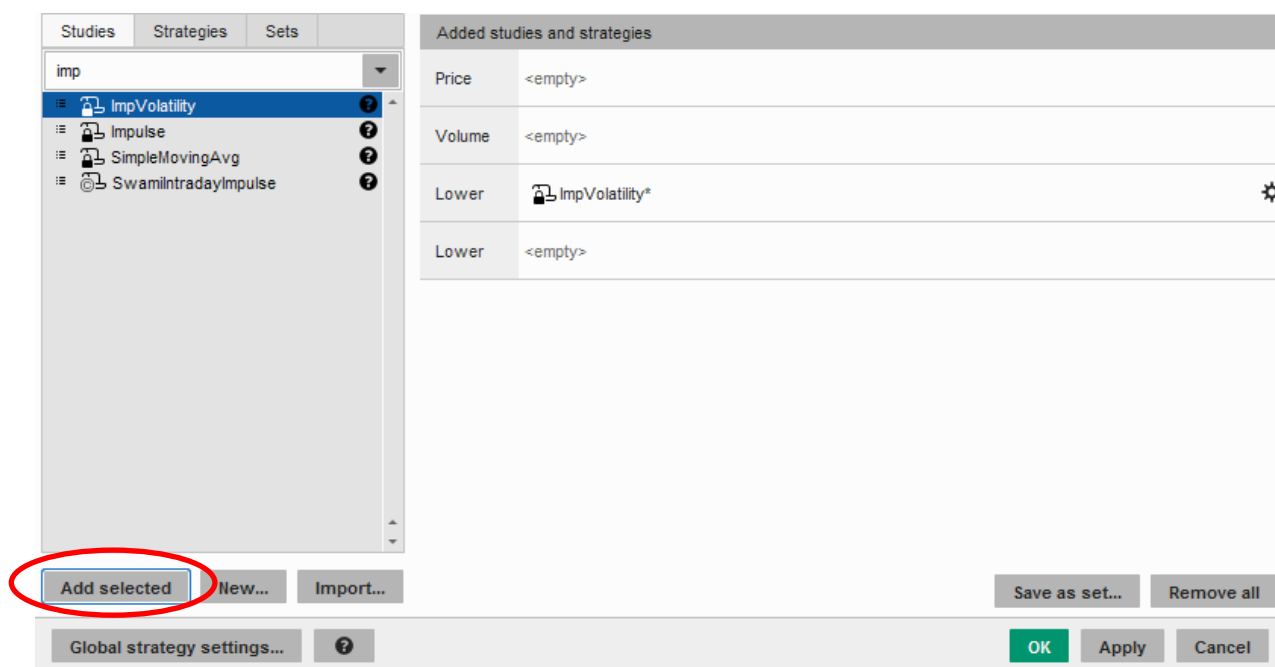 Studies Strategies Sets
imp
ImpVolatility
Impulse
SimpleMovingAvg
SwamiIntradayImpulse
Add selected New... Import...
Added studies and strategies
Price <empty>
Volume <empty>
Lower ImpVolatility*
Lower <empty>
Save as set... Remove all
Global strategy settings... ?
OK Apply Cancel